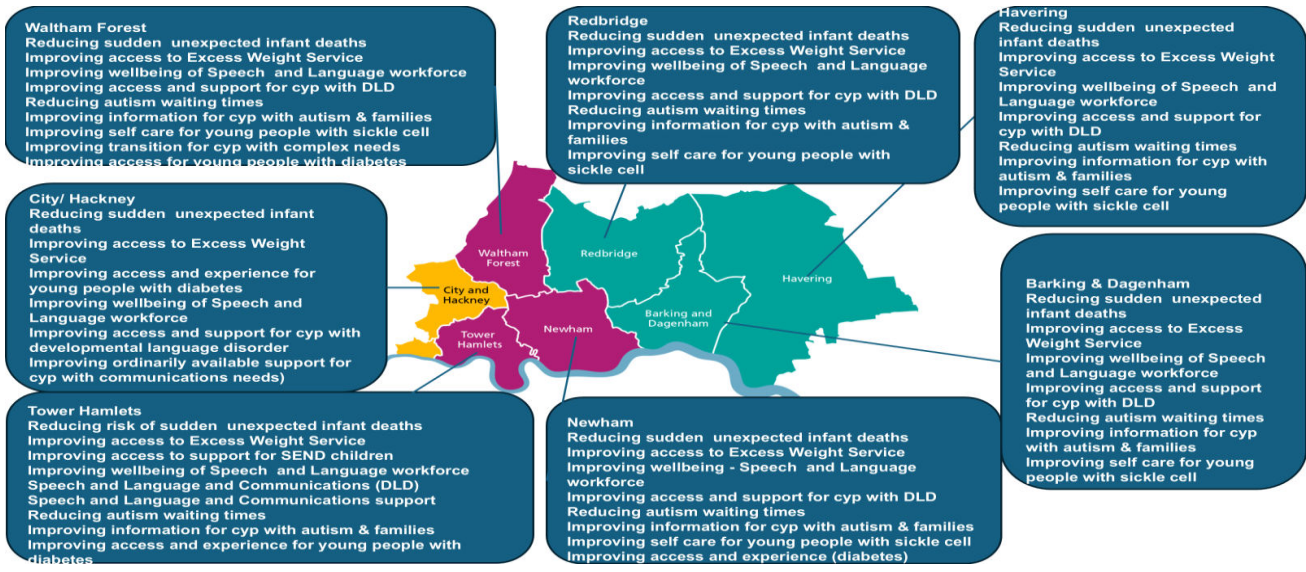 Waltham Forest
Reducing sudden unexpected infant deaths
Improving access to Excess Weight Service
Improving wellbeing of Speech and Language workforce
Improving access and support for cyp with DLD
Reducing autism waiting times
Improving information for cyp with autism & families
Improving self care for young people with sickle cell
Improving transition for cyp with complex needs
Improving access for young people with diabetes
Redbridge
Reducing sudden unexpected infant deaths
Improving access to Excess Weight Service
Improving wellbeing of Speech and Language
workforce
Improving access and support for cyp with DLD
Reducing autism waiting times
Improving information for cyp with autism &
families
Improving self care for young people with
sickle cell
Havering
Reducing sudden unexpected
infant deaths
Improving access to Excess Weight
Service
Improving wellbeing of Speech and
Language workforce
Improving access and support for
cyp with DLD
Reducing autism waiting times
Improving information for cyp with
autism & families
Improving self care for young
people with sickle cell
City/ Hackney
Reducing sudden unexpected infant
deaths
Improving access to Excess Weight
Service
Improving access and experience for
young people with diabetes
Improving wellbeing of Speech and
Language workforce
Improving access and support for cyp with
developmental language disorder
Improving ordinarily available support for
cyp with communications needs)
Waltham
Forest
Redbridge
Havering
City and
Hackney
Barking and
Dagenham
Newham
Tower
Hamlets
Barking & Dagenham
Reducing sudden unexpected
infant deaths
Improving access to Excess
Weight Service
Improving wellbeing of Speech
and Language workforce
Improving access and support
for cyp with DLD
Reducing autism waiting times
Improving information for cyp
with autism & families
Improving self care for young
people with sickle cell
Tower Hamlets
Reducing risk of sudden unexpected infant deaths
Improving access to Excess Weight Service
Improving access to support for SEND children
Improving wellbeing of Speech and Language workforce
Speech and Language and Communications (DLD)
Speech and Language and Communications support
Reducing autism waiting times
Improving information for cyp with autism & families
Improving access and experience for young people with
diabetes
Newham
Reducing sudden unexpected infant deaths
Improving access to Excess Weight Service
Improving wellbeing - Speech and Language
workforce
Improving access and support for cyp with DLD
Reducing autism waiting times
Improving information for cyp with autism & families
Improving self care for young people with sickle cell
Improving access and experience (diabetes)